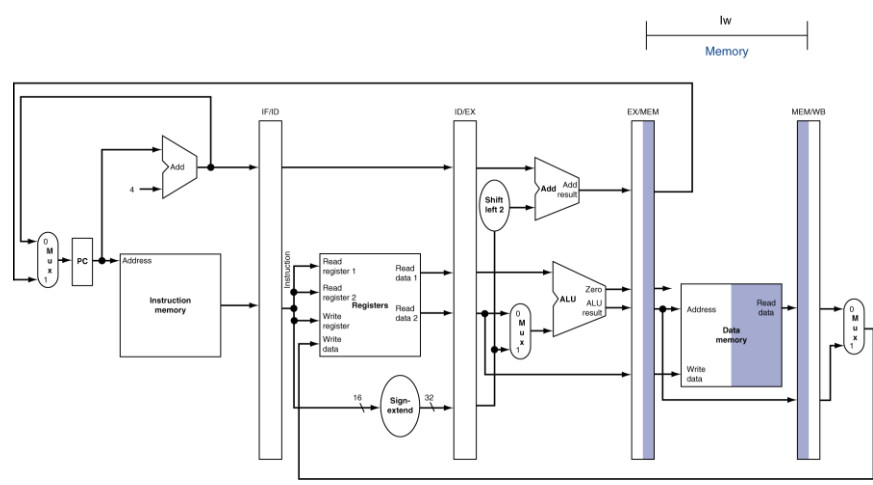 lw
Memory
IF/ID
ID/EX
EX/MEM
MEM/WB
Add
4
Add
Add
result
Shift
left 2
0
M
u
x
1
PC
Address
Instruction
memory
Instruction
Read
register 1
Read
register 2
Write
register
Write
data
Registers
Read
data 1
Read
data 2
16
Sign-
extend
32
0
M
u
x
1
ALU
Zero
ALU
result
Address
Read
data
Data
memory
Write
data
0
M
u
x
1